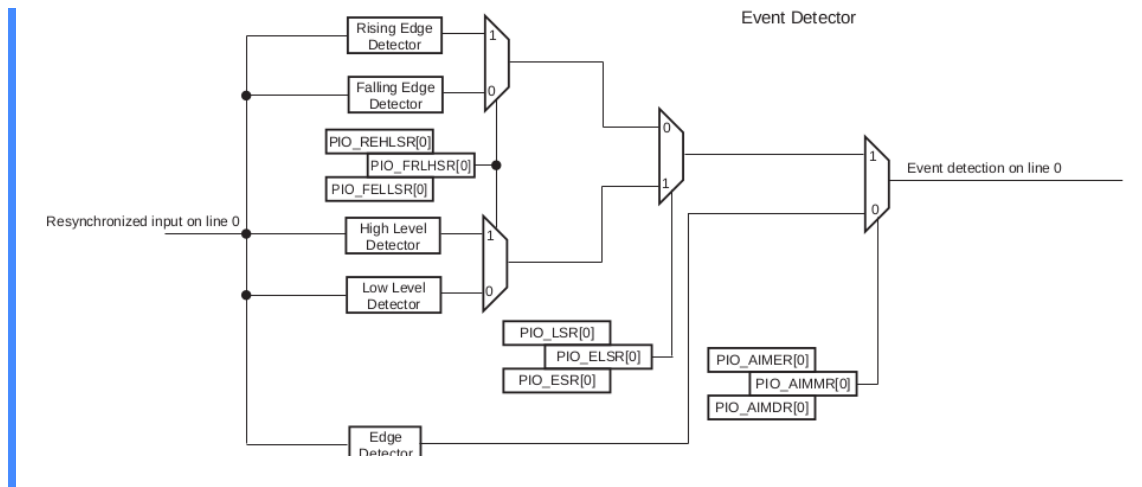 Event Detector
Rising Edge
Detector
1
Falling Edge
Detector
0
PIO_REHLSR[0]
PIO_FRLHSR[0]
PIO_FELLSR[0]
0
1
1
0
Event detection on line 0
Resynchronized input on line 0
High Level
Detector
1
Low Level
Detector
0
PIO_LSR[0]
PIO_ELSR[0]
PIO_ESR[0]
PIO_AIMER[0]
PIO_AIMMR[0]
PIO_AIMDR[0]
Edge
Detector